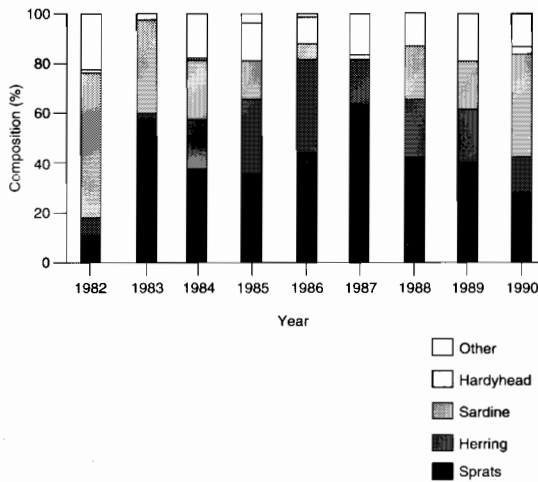 100
80
60
40
20
0
Composition (%)
1982 1983 1984 1985 1986 1987 1988 1989 1990
Year
Other
Hardyhead
Sardine
Herring
Sprats